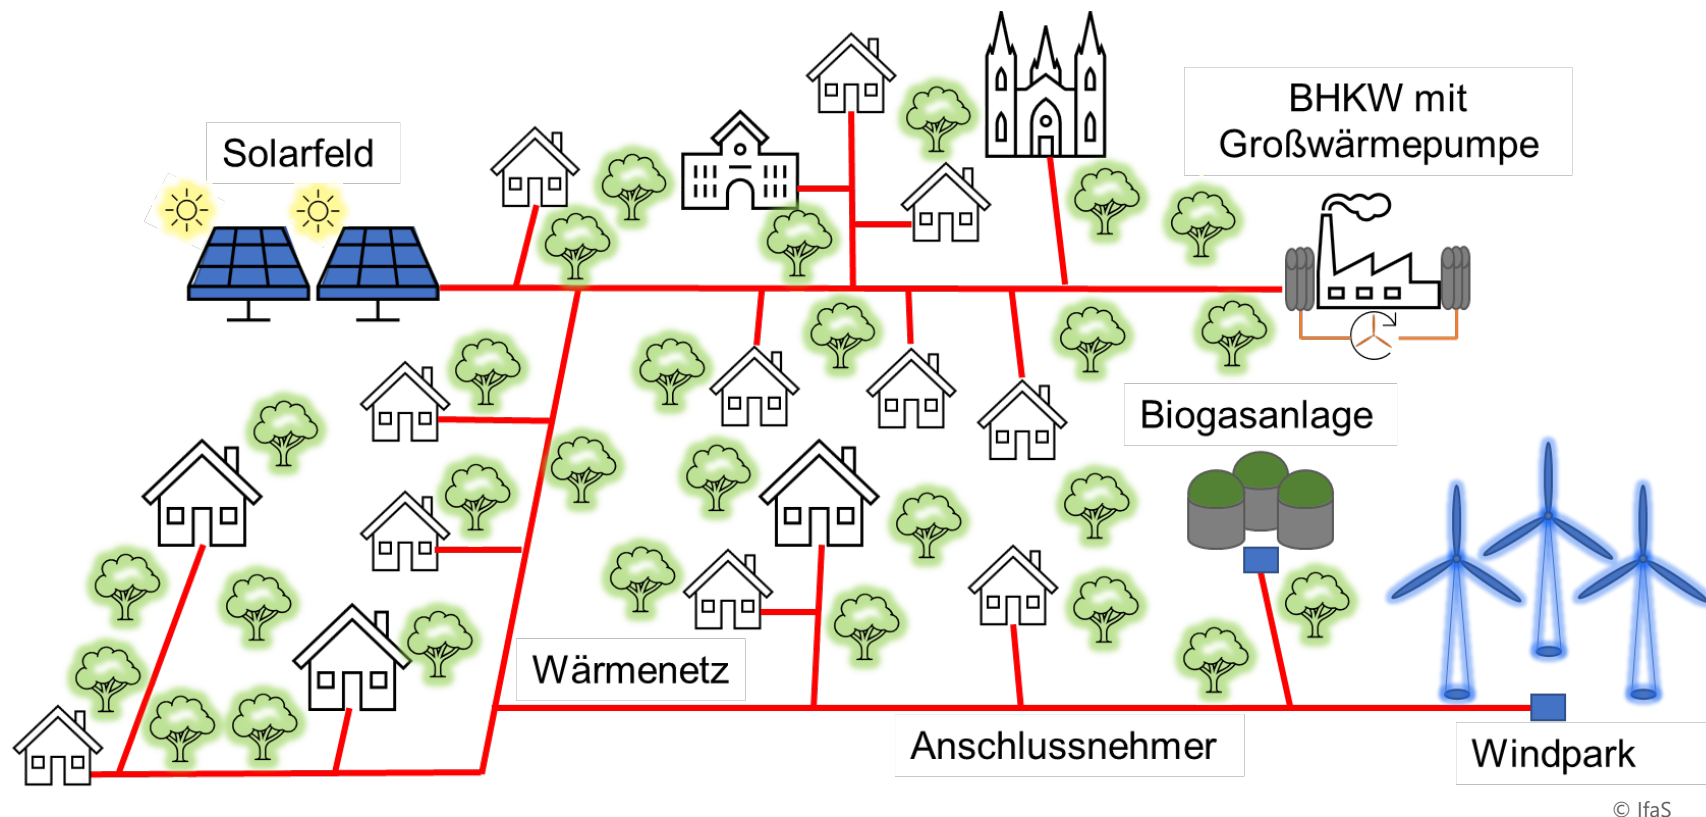 Solarfeld
BHKW mit
Großwärmepumpe
Biogasanlage
Wärmenetz
Anschlussnehmer
Windpark
© IfaS